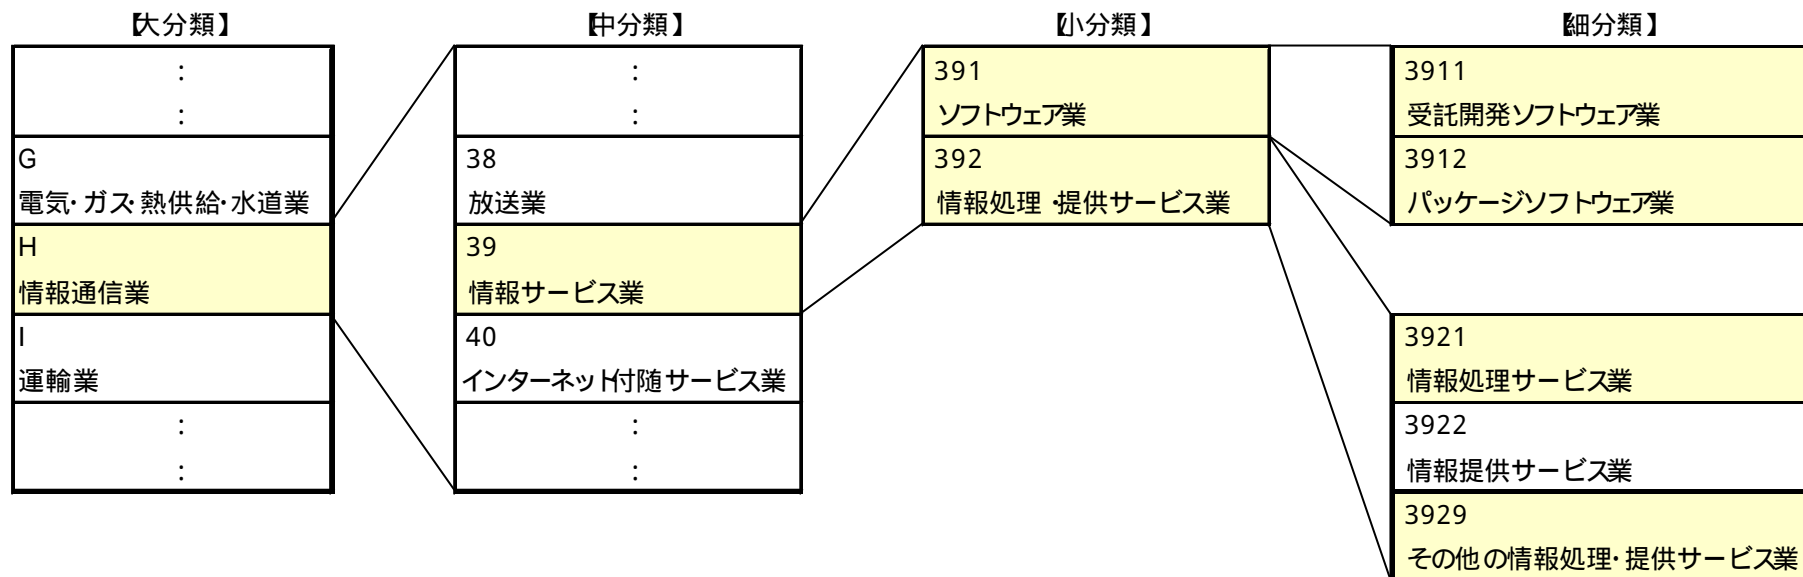 【大分類】
:
:
G
電気・ガス・熱供給・水道業
H
情報通信業
I
運輸業
:
:
【中分類】
:
:
38
放送業
39
情報サービス業
40
インターネット付随サービス業
:
:
【小分類】
391
ソフトウェア業
392
情報処理・提供サービス業
【細分類】
3911
受託開発ソフトウェア業
3912
パッケージソフトウェア業
3921
情報処理サービス業
3922
情報提供サービス業
3929
その他の情報処理・提供サービス業